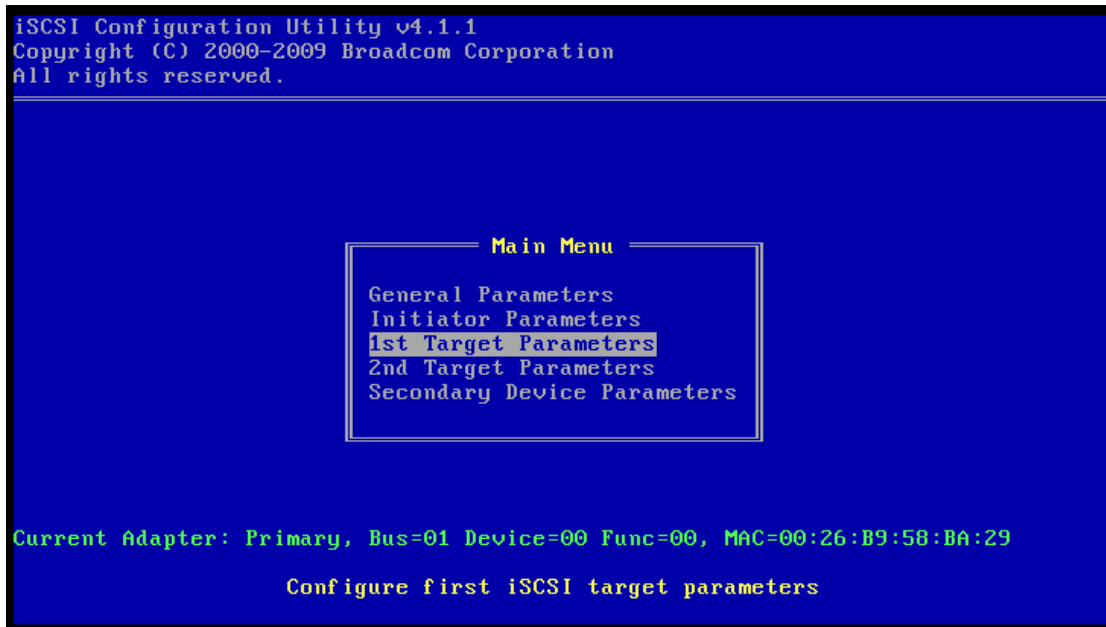 iSCSI Configuration Utility v4.1.1
Copyright (C) 2000-2009 Broadcom Corporation
All rights reserved.
Main Menu
General Parameters
Initiator Parameters
1st Target Parameters
2nd Target Parameters
Secondary Device Parameters
Current Adapter: Primary, Bus=01 Device=00 Func=00, MAC=00:26:B9:58:BA:29
Configure first iSCSI target parameters